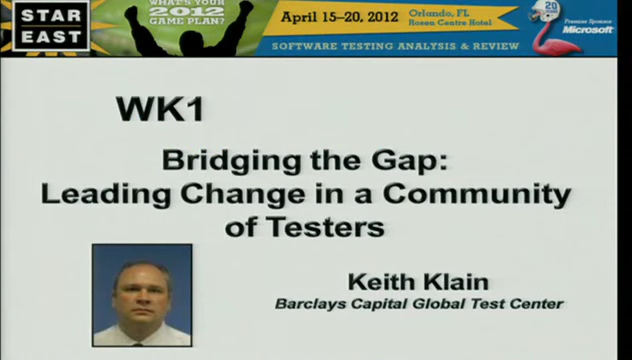 STAR
EAST
WHAT'S YOUR
2012
GAME PLAN?
April 15–20, 2012
Orlando, FL
Rosen Centre Hotel
SOFTWARE TESTING ANALYSIS & REVIEW
20
Premier Sponsor
Microsoft
WK1
Bridging the Gap:
Leading Change in a Community
of Testers
Keith Klain
Barclays Capital Global Test Center